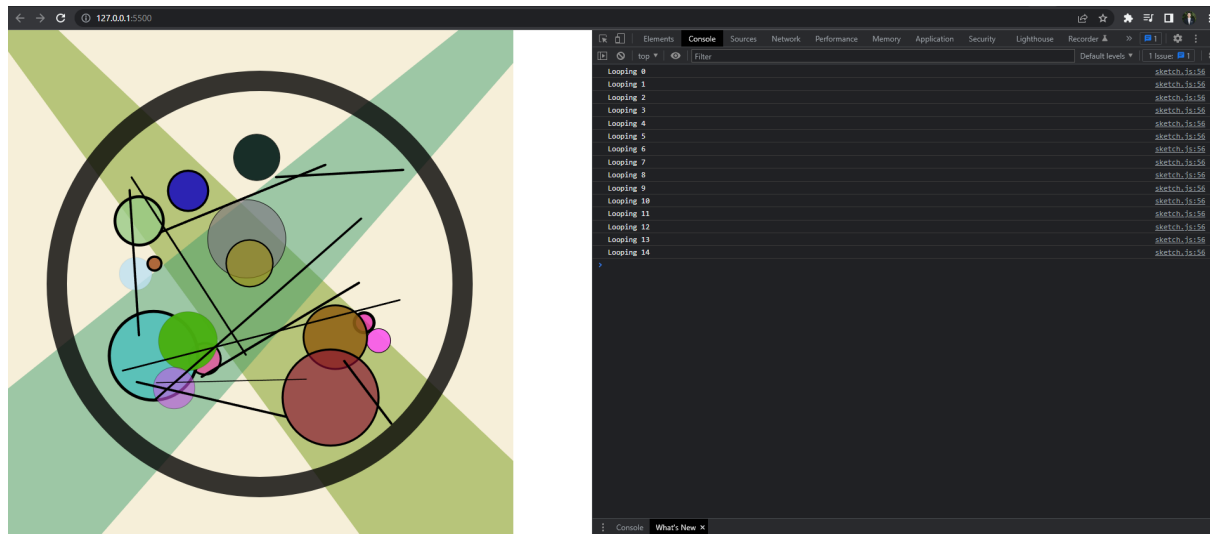 127.0.0.1:5500
Elements Console Sources Network Performance Memory Application Security Lighthouse Recorder » 1
top Filter Default levels 1 Issue: 1
Looping 0 sketch.js:56
Looping 1 sketch.js:56
Looping 2 sketch.js:56
Looping 3 sketch.js:56
Looping 4 sketch.js:56
Looping 5 sketch.js:56
Looping 6 sketch.js:56
Looping 7 sketch.js:56
Looping 8 sketch.js:56
Looping 9 sketch.js:56
Looping 10 sketch.js:56
Looping 11 sketch.js:56
Looping 12 sketch.js:56
Looping 13 sketch.js:56
Looping 14 sketch.js:56
Console What's New ×